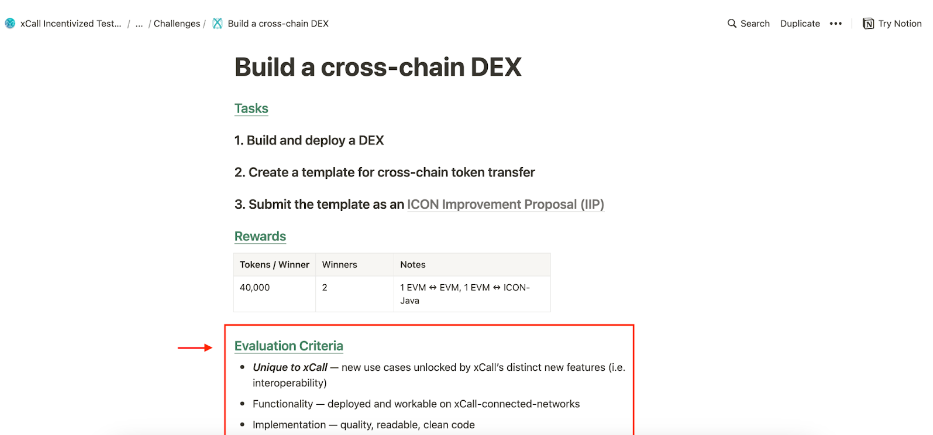 xCall Incentivized Test... / ... / Challenges / Build a cross-chain DEX
Search Duplicate ••• Try Notion
Build a cross-chain DEX
Tasks
1. Build and deploy a DEX
2. Create a template for cross-chain token transfer
3. Submit the template as an ICON Improvement Proposal (IIP)
Rewards
Tokens / Winner Winners Notes
40,000 2 1 EVM ↔ EVM, 1 EVM ↔ ICON-
Java
Evaluation Criteria
• Unique to xCall — new use cases unlocked by xCall's distinct new features (i.e.
interoperability)
• Functionality — deployed and workable on xCall-connected-networks
• Implementation — quality, readable, clean code